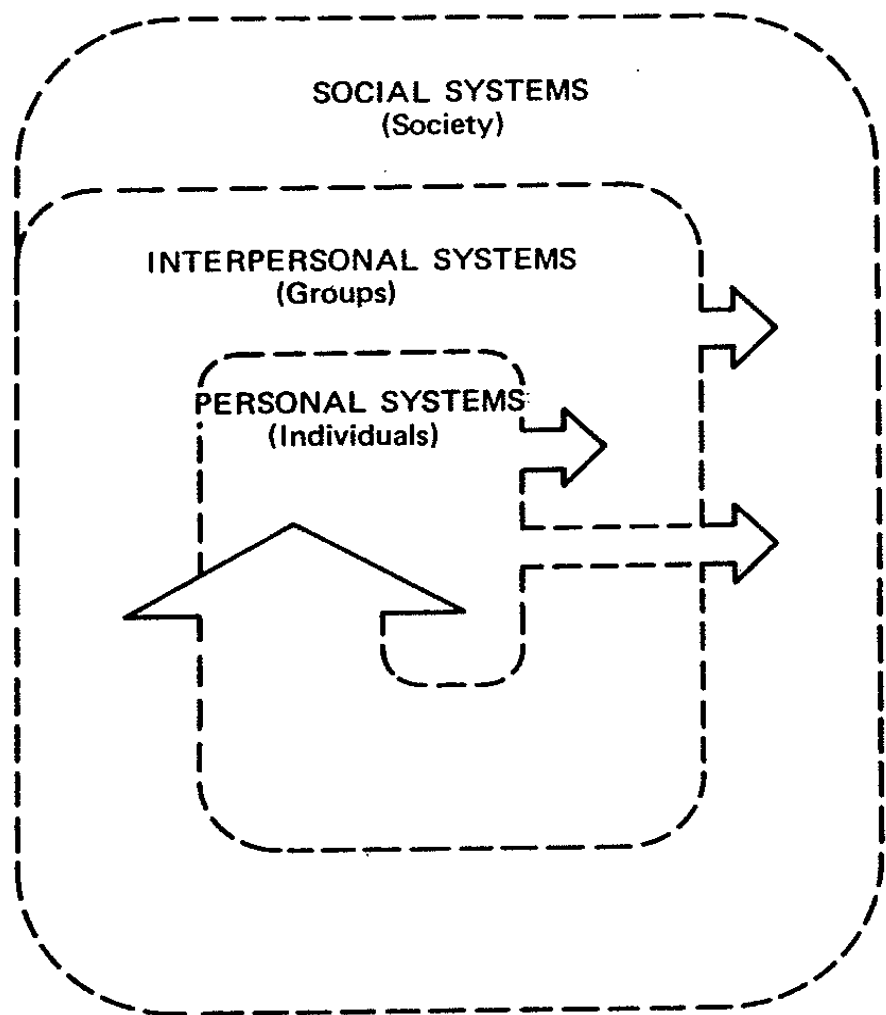 SOCIAL SYSTEMS
(Society)
INTERPERSONAL SYSTEMS
(Groups)
PERSONAL SYSTEMS
(Individuals)